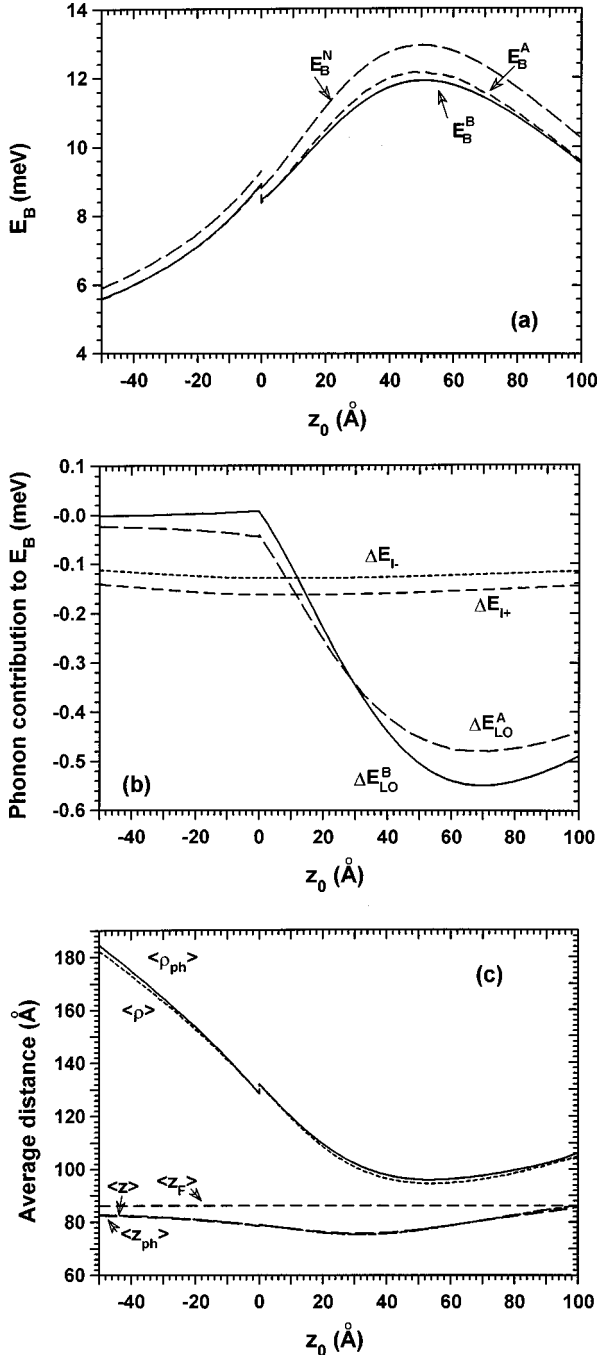 14
12
10
8
6
4
E_B (meV)
E_B^N
E_B^A
E_B^B
(a)
-40 -20 0 20 40 60 80 100
z_0 (Å)
0.1
-0.0
-0.1
-0.2
-0.3
-0.4
-0.5
-0.6
Phonon contribution to E_B (meV)
ΔE_I-
ΔE_I+
ΔE_LO^A
ΔE_LO^B
(b)
-40 -20 0 20 40 60 80 100
z_0 (Å)
180
160
140
120
100
80
60
Average distance (Å)
<ρ_ph>
<ρ>
(c)
<z>
<z_F>
<z_ph>
-40 -20 0 20 40 60 80 100
z_0 (Å)